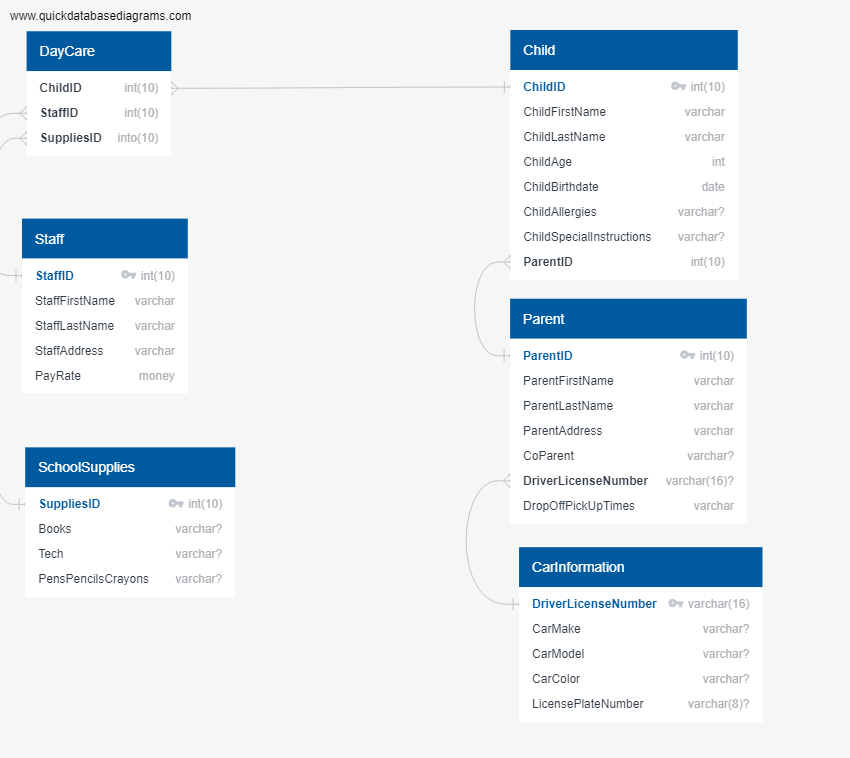 www.quickdatabasediagrams.com
DayCare
ChildID int(10)
StaffID int(10)
SuppliesID into(10)
Staff
StaffID int(10)
StaffFirstName varchar
StaffLastName varchar
StaffAddress varchar
PayRate money
SchoolSupplies
SuppliesID int(10)
Books varchar?
Tech varchar?
PensPencilsCrayons varchar?
Child
ChildID int(10)
ChildFirstName varchar
ChildLastName varchar
ChildAge int
ChildBirthdate date
ChildAllergies varchar?
ChildSpecialInstructions varchar?
ParentID int(10)
Parent
ParentID int(10)
ParentFirstName varchar
ParentLastName varchar
ParentAddress varchar
CoParent varchar?
DriverLicenseNumber varchar(16)?
DropOffPickUpTimes varchar
CarInformation
DriverLicenseNumber varchar(16)
CarMake varchar?
CarModel varchar?
CarColor varchar?
LicensePlateNumber varchar(8)?